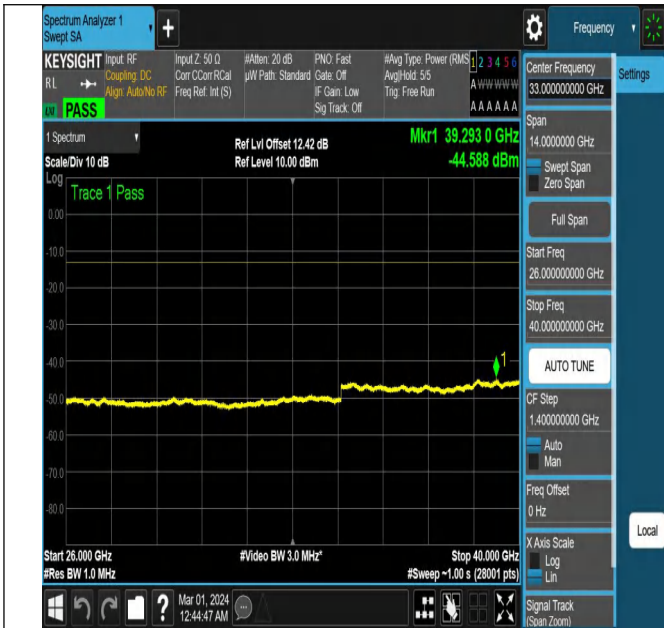 Spectrum Analyzer 1
Swept SA
+
Frequency
KEYSIGHT
RL
PASS
Input: RF
Coupling: DC
Align: Auto/No RF
Input Z: 50 Ω
Corr CCorr RCal
Freq Ref: Int (S)
#Atten: 20 dB
µW Path: Standard
PNO: Fast
Gate: Off
IF Gain: Low
Sig Track: Off
#Avg Type: Power (RMS
Avg|Hold: 5/5
Trig: Free Run
1 2 3 4 5 6
A W W W W W
A A A A A A
1 Spectrum
Scale/Div 10 dB
Ref Lvl Offset 12.42 dB
Ref Level 10.00 dBm
Mkr1 39.293 0 GHz
-44.588 dBm
Log
Trace 1 Pass
0.00
-10.0
-20.0
-30.0
-40.0
-50.0
-60.0
-70.0
-80.0
1
Start 26.000 GHz
#Res BW 1.0 MHz
#Video BW 3.0 MHz*
Stop 40.000 GHz
#Sweep ~1.00 s (28001 pts)
Mar 01, 2024
12:44:47 AM
Center Frequency
33.000000000 GHz
Settings
Span
14.0000000 GHz
Swept Span
Zero Span
Full Span
Start Freq
26.000000000 GHz
Stop Freq
40.000000000 GHz
AUTO TUNE
CF Step
1.400000000 GHz
Auto
Man
Freq Offset
0 Hz
X Axis Scale
Log
Lin
Local
Signal Track
(Span Zoom)